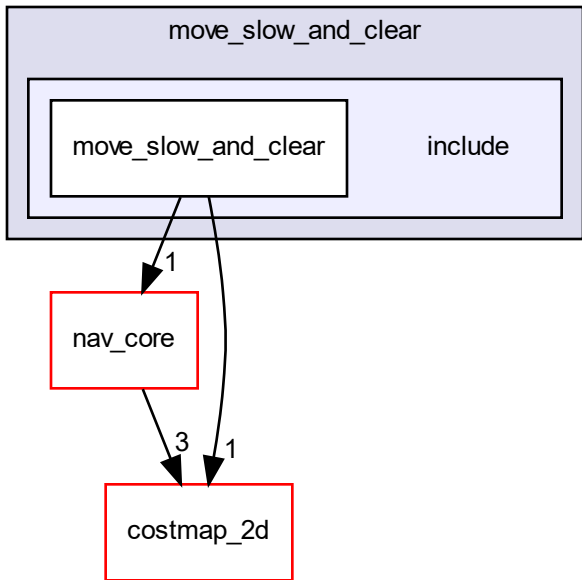 move_slow_and_clear
move_slow_and_clear
include
1
nav_core
3
1
costmap_2d